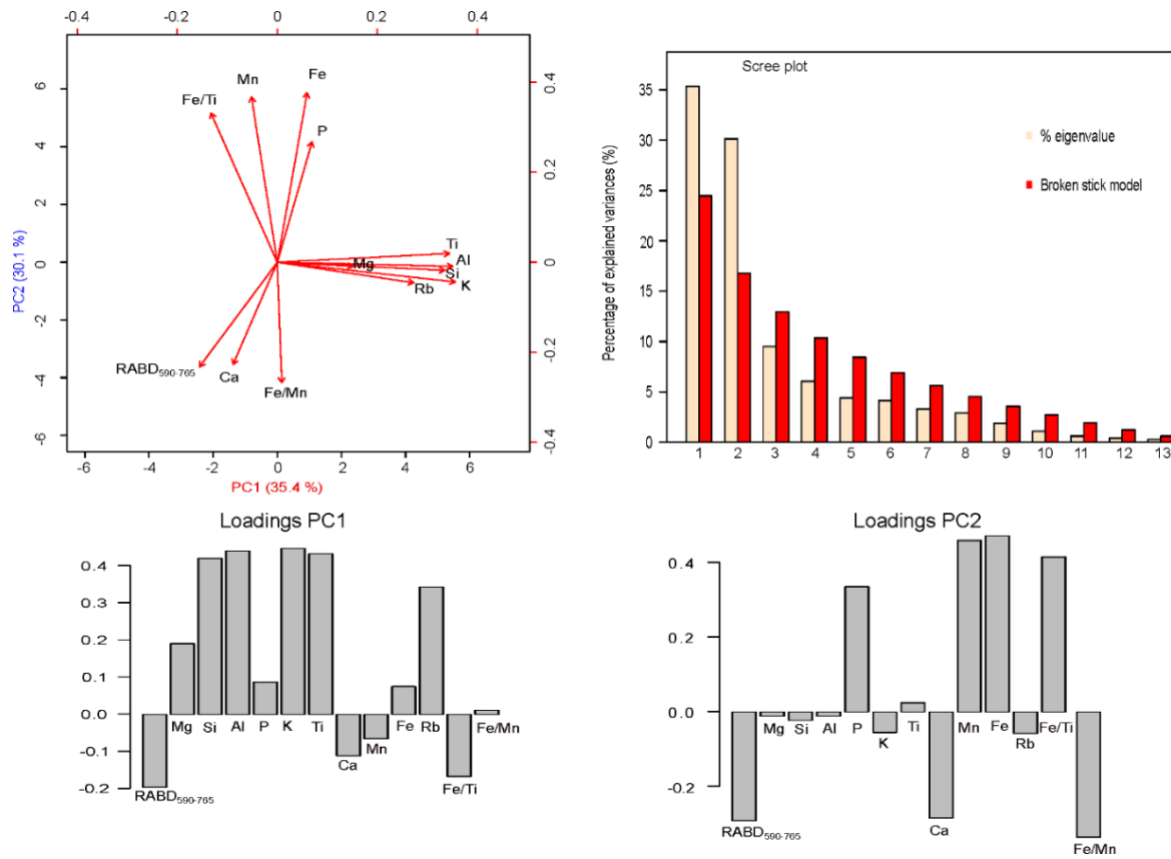 -0.4 -0.2 0 0.2 0.4
6 4 2 0 -2 -4 -6
0.4 0.2 0 -0.2 -0.4
PC2 (30.1 %)
Fe/Ti Mn Fe
P
Ti
Mg Al
Si
Rb K
RABD590-765 Ca Fe/Mn
-6 -4 -2 0 2 4 6
PC1 (35.4 %)
Scree plot
Percentage of explained variances (%)
35
30
25
20
15
10
5
0
% eigenvalue
Broken stick model
1 2 3 4 5 6 7 8 9 10 11 12 13
Loadings PC1
0.4
0.3
0.2
0.1
0.0
-0.1
-0.2
RABD590-765 Mg Si Al P K Ti Ca Mn Fe Rb Fe/Ti Fe/Mn
Loadings PC2
0.4
0.2
0.0
-0.2
RABD590-765 Mg Si Al P K Ti Ca Mn Fe Rb Fe/Ti Fe/Mn